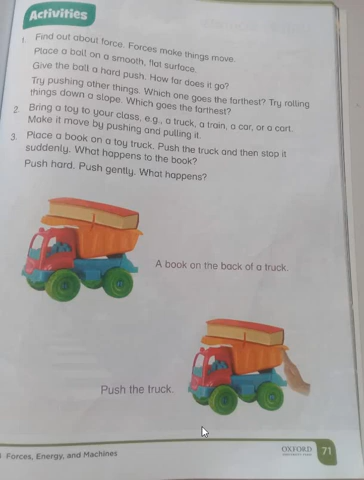 Activities
1. Find out about force. Forces make things move.
Place a ball on a smooth, flat surface.
Give the ball a hard push. How far does it go?
Try pushing other things. Which one goes the farthest? Try rolling
things down a slope. Which goes the farthest?
2. Bring a toy to your class, e.g., a truck, a train, a car, or a cart.
Make it move by pushing and pulling it.
3. Place a book on a toy truck. Push the truck and then stop it
suddenly. What happens to the book?
Push hard. Push gently. What happens?
A book on the back of a truck.
Push the truck.
Forces, Energy, and Machines
OXFORD
UNIVERSITY PRESS
71